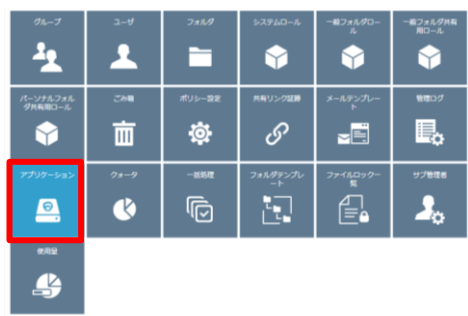 グループ
ユーザ
フォルダ
システムロール
一般フォルダロー
ル
一般フォルダ共有
用ロール
パーソナルフォル
ダ共有用ロール
ごみ箱
ポリシー設定
共有リンク証跡
メールテンプレー
ト
管理ログ
アプリケーション
クォータ
一括処理
フォルダテンプレ
ート
ファイルロック一
覧
サブ管理者
使用量